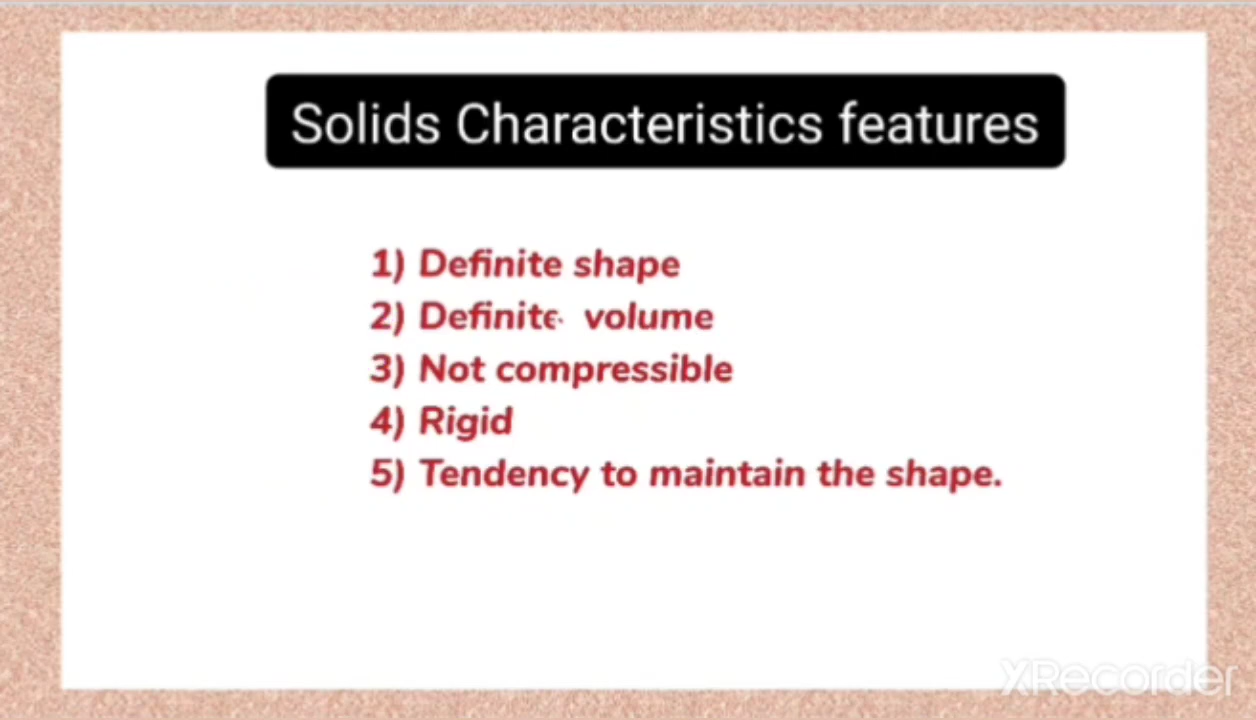 Solids Characteristics features
1) Definite shape
2) Definite volume
3) Not compressible
4) Rigid
5) Tendency to maintain the shape.
XRecorder